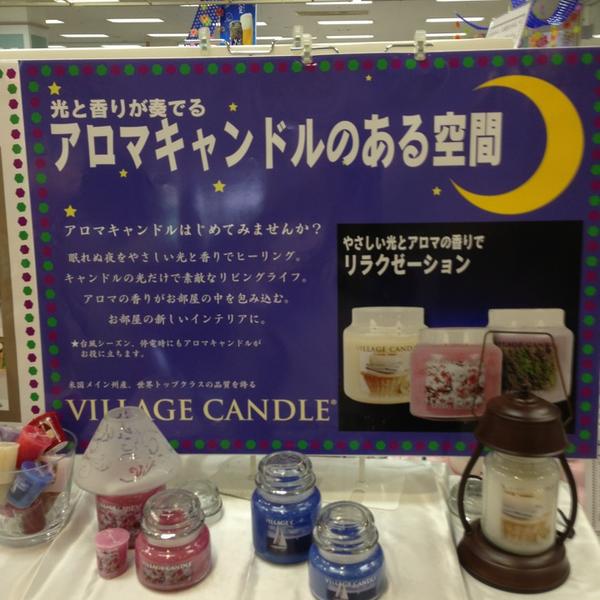 光と香りが奏でる
アロマキャンドルのある空間
アロマキャンドルはじめてみませんか？
眠れぬ夜をやさしい光と香りでヒーリング。
キャンドルの光だけで素敵なリビングライフ。
アロマの香りがお部屋の中を包み込む。
お部屋の新しいインテリアに。
★台風シーズン、停電時にもアロマキャンドルが
お役に立ちます。
米国メイン州産、世界トップクラスの品質を誇る
VILLAGE CANDLE®
やさしい光とアロマの香りで
リラクゼーション
VILLAGE CANDLE
VILLAGE
VILLAGE CANDLE
VILLAGE C
VILLAGE CANDLE